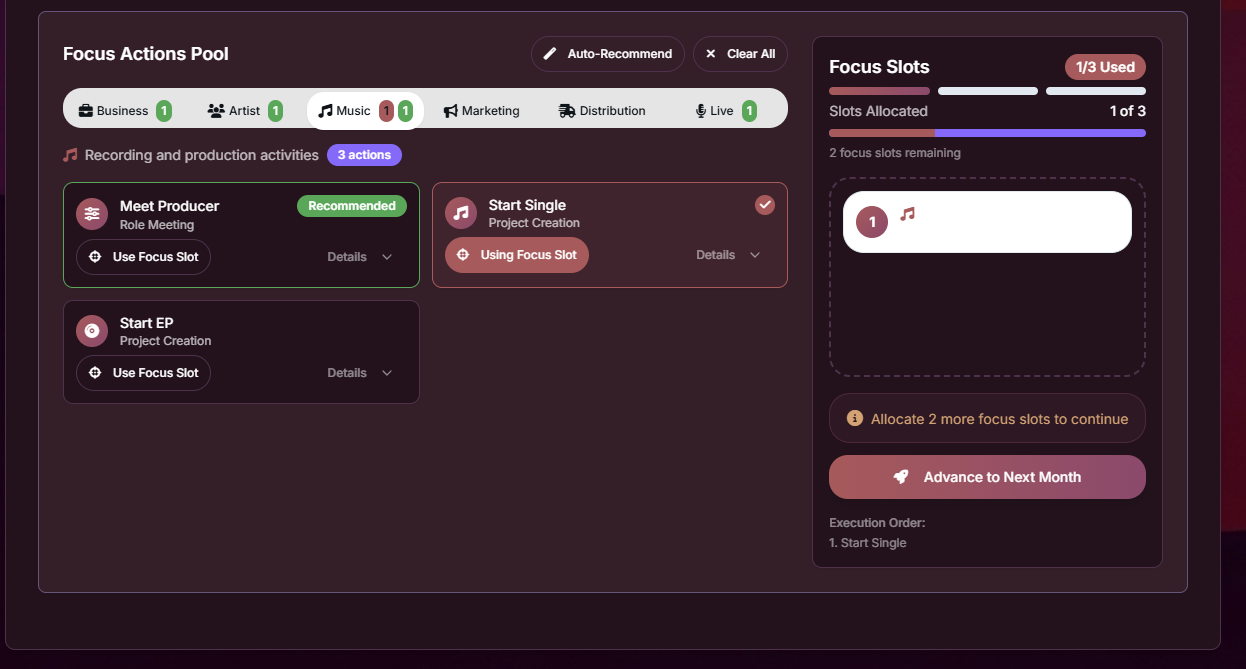 Focus Actions Pool
Auto-Recommend
Clear All
Business 1
Artist 1
Music 1 1
Marketing
Distribution
Live 1
Recording and production activities
3 actions
Meet Producer
Recommended
Role Meeting
Use Focus Slot
Details
Start Single
Project Creation
Using Focus Slot
Details
Start EP
Project Creation
Use Focus Slot
Details
Focus Slots
1/3 Used
Slots Allocated
1 of 3
2 focus slots remaining
1
Allocate 2 more focus slots to continue
Advance to Next Month
Execution Order:
1. Start Single